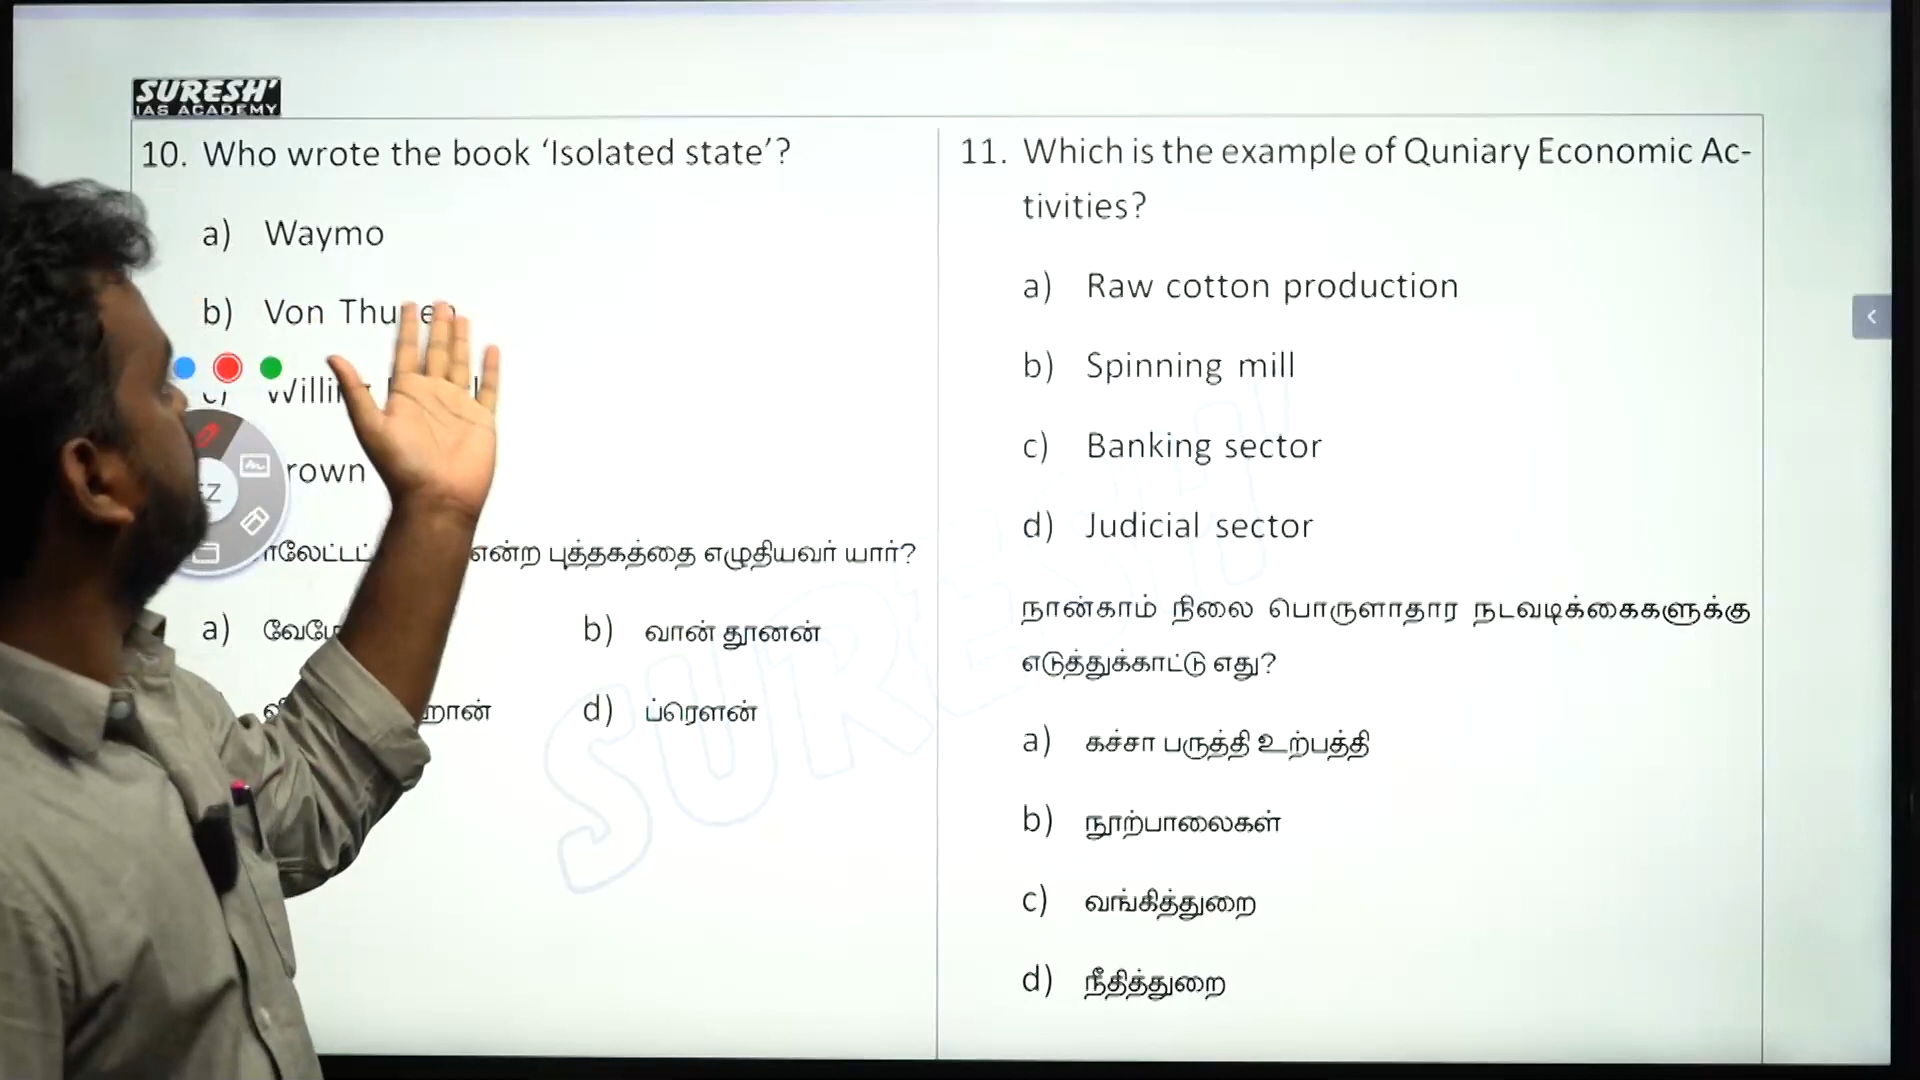 SURESH'
IAS ACADEMY
10. Who wrote the book ‘Isolated state’?
a) Waymo
b) Von
என்ற புத்தகத்தை எழுதியவர் யார்?
a)
b) வான் தூனன்
d) ப்ரௌன்
11. Which is the example of Quniary Economic Ac-
tivities?
a) Raw cotton production
b) Spinning mill
c) Banking sector
d) Judicial sector
நான்காம் நிலை பொருளாதார நடவடிக்கைகளுக்கு
எடுத்துக்காட்டு எது?
a) கச்சா பருத்தி உற்பத்தி
b) நூற்பாலைகள்
c) வங்கித்துறை
d) நீதித்துறை
SURESH'